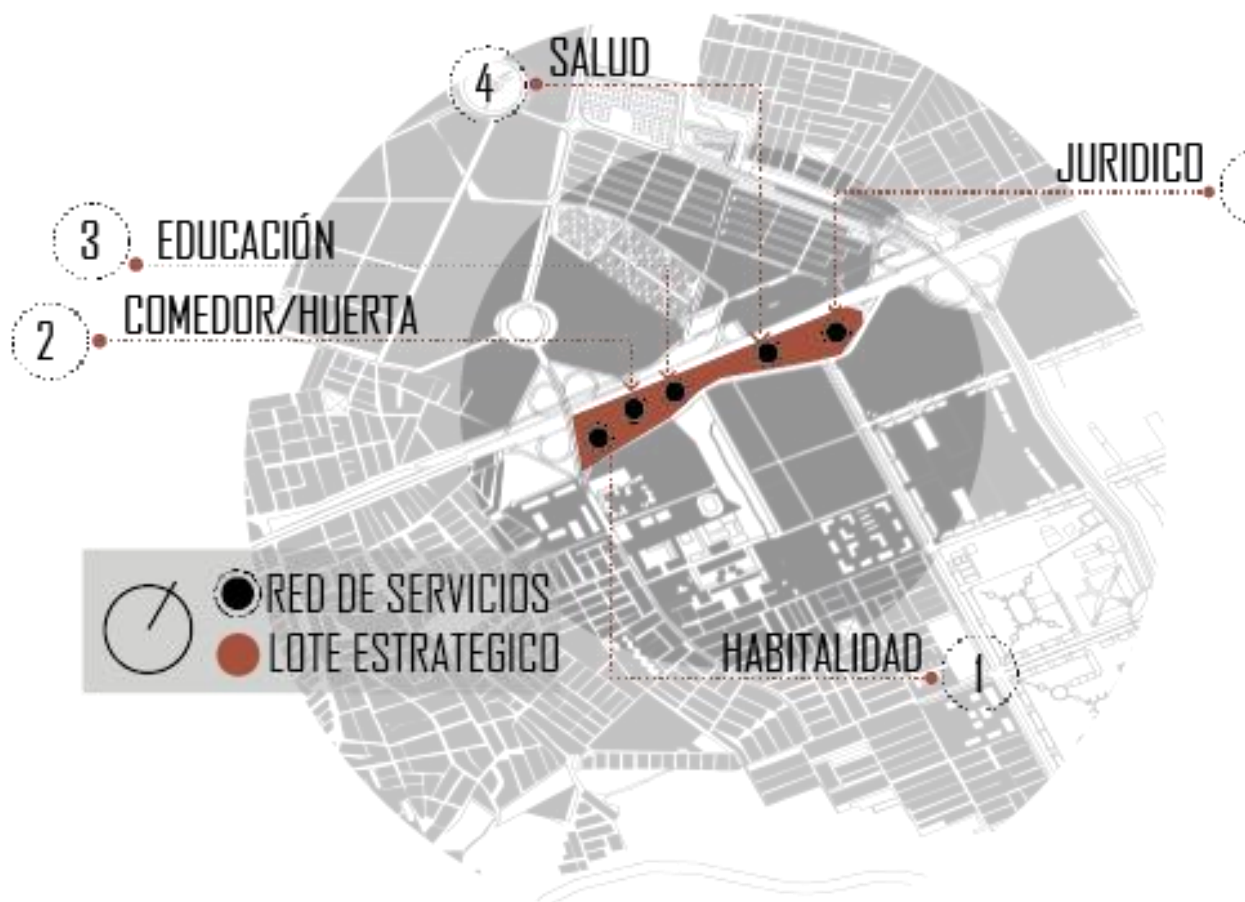 4 SALUD
JURIDICO
3 EDUCACIÓN
2 COMEDOR/HUERTA
RED DE SERVICIOS
LOTE ESTRATEGICO
HABITALIDAD 1